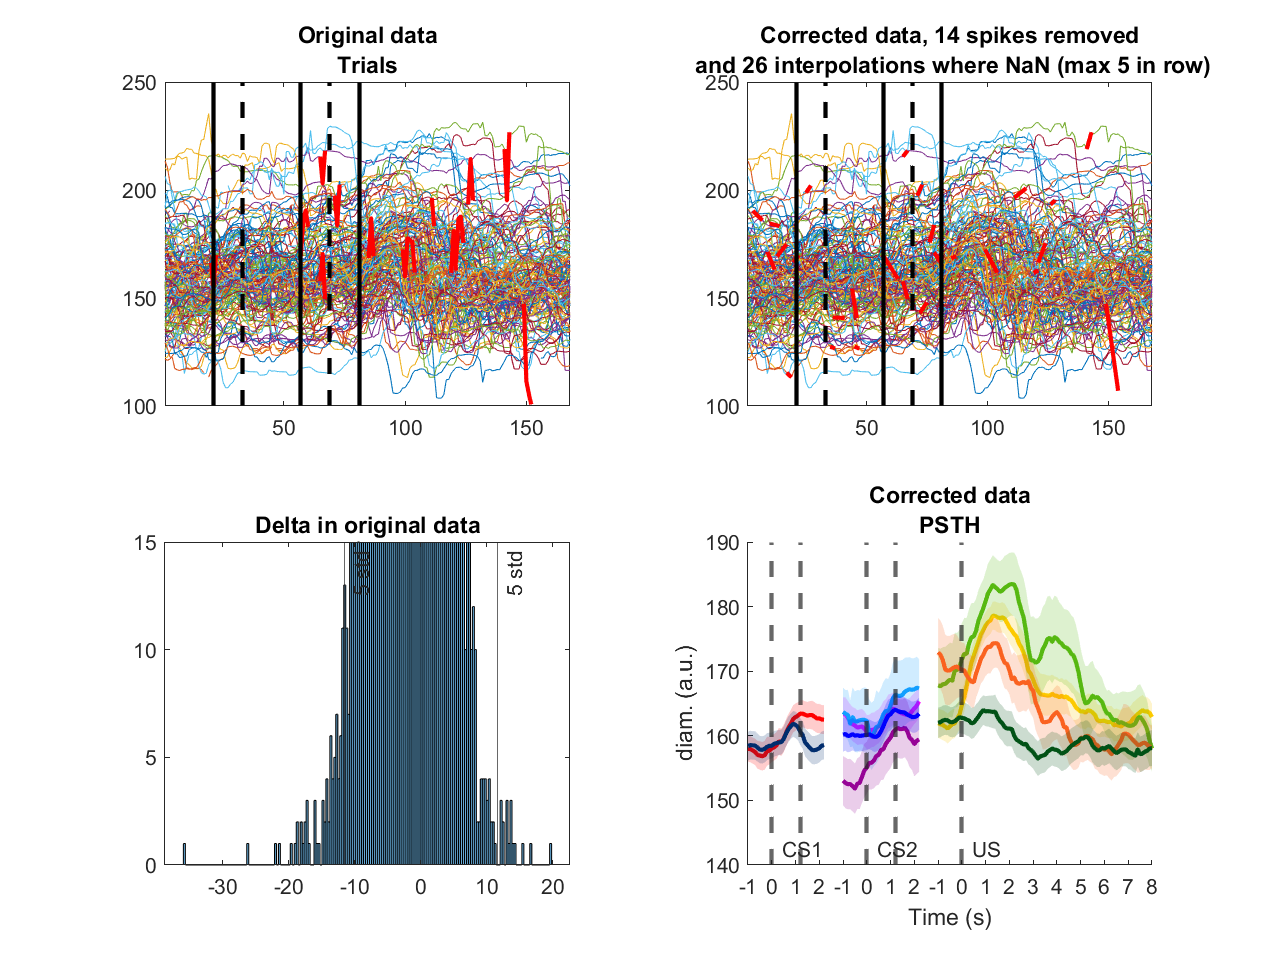 Original data
Trials
250
200
150
100
50
100
150
Corrected data, 14 spikes removed
and 26 interpolations where NaN (max 5 in row)
250
200
150
100
50
100
150
Delta in original data
15
10
5
0
-30
-20
-10
0
10
20
5 std
5 std
Corrected data
PSTH
190
180
170
160
150
140
diam. (a.u.)
CS1
CS2
US
-1 0 1 2 -1 0 1 2 -1 0 1 2 3 4 5 6 7 8
Time (s)